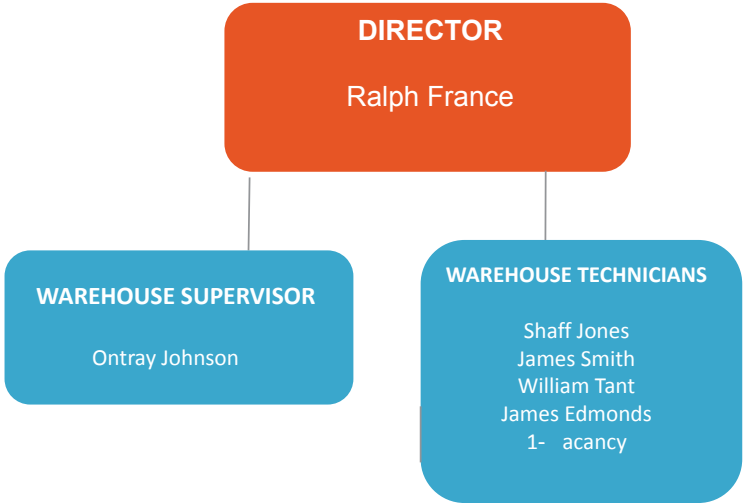 DIRECTOR
Ralph France
WAREHOUSE SUPERVISOR
Ontray Johnson
WAREHOUSE TECHNICIANS
Shaff Jones
James Smith
William Tant
James Edmonds
1- acancy